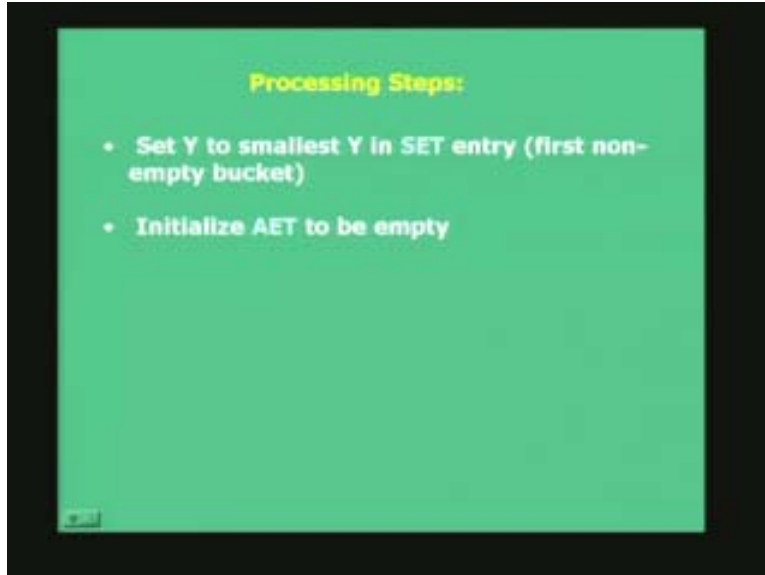 Processing Steps:
• Set Y to smallest Y in SET entry (first non-
empty bucket)
• Initialize AET to be empty